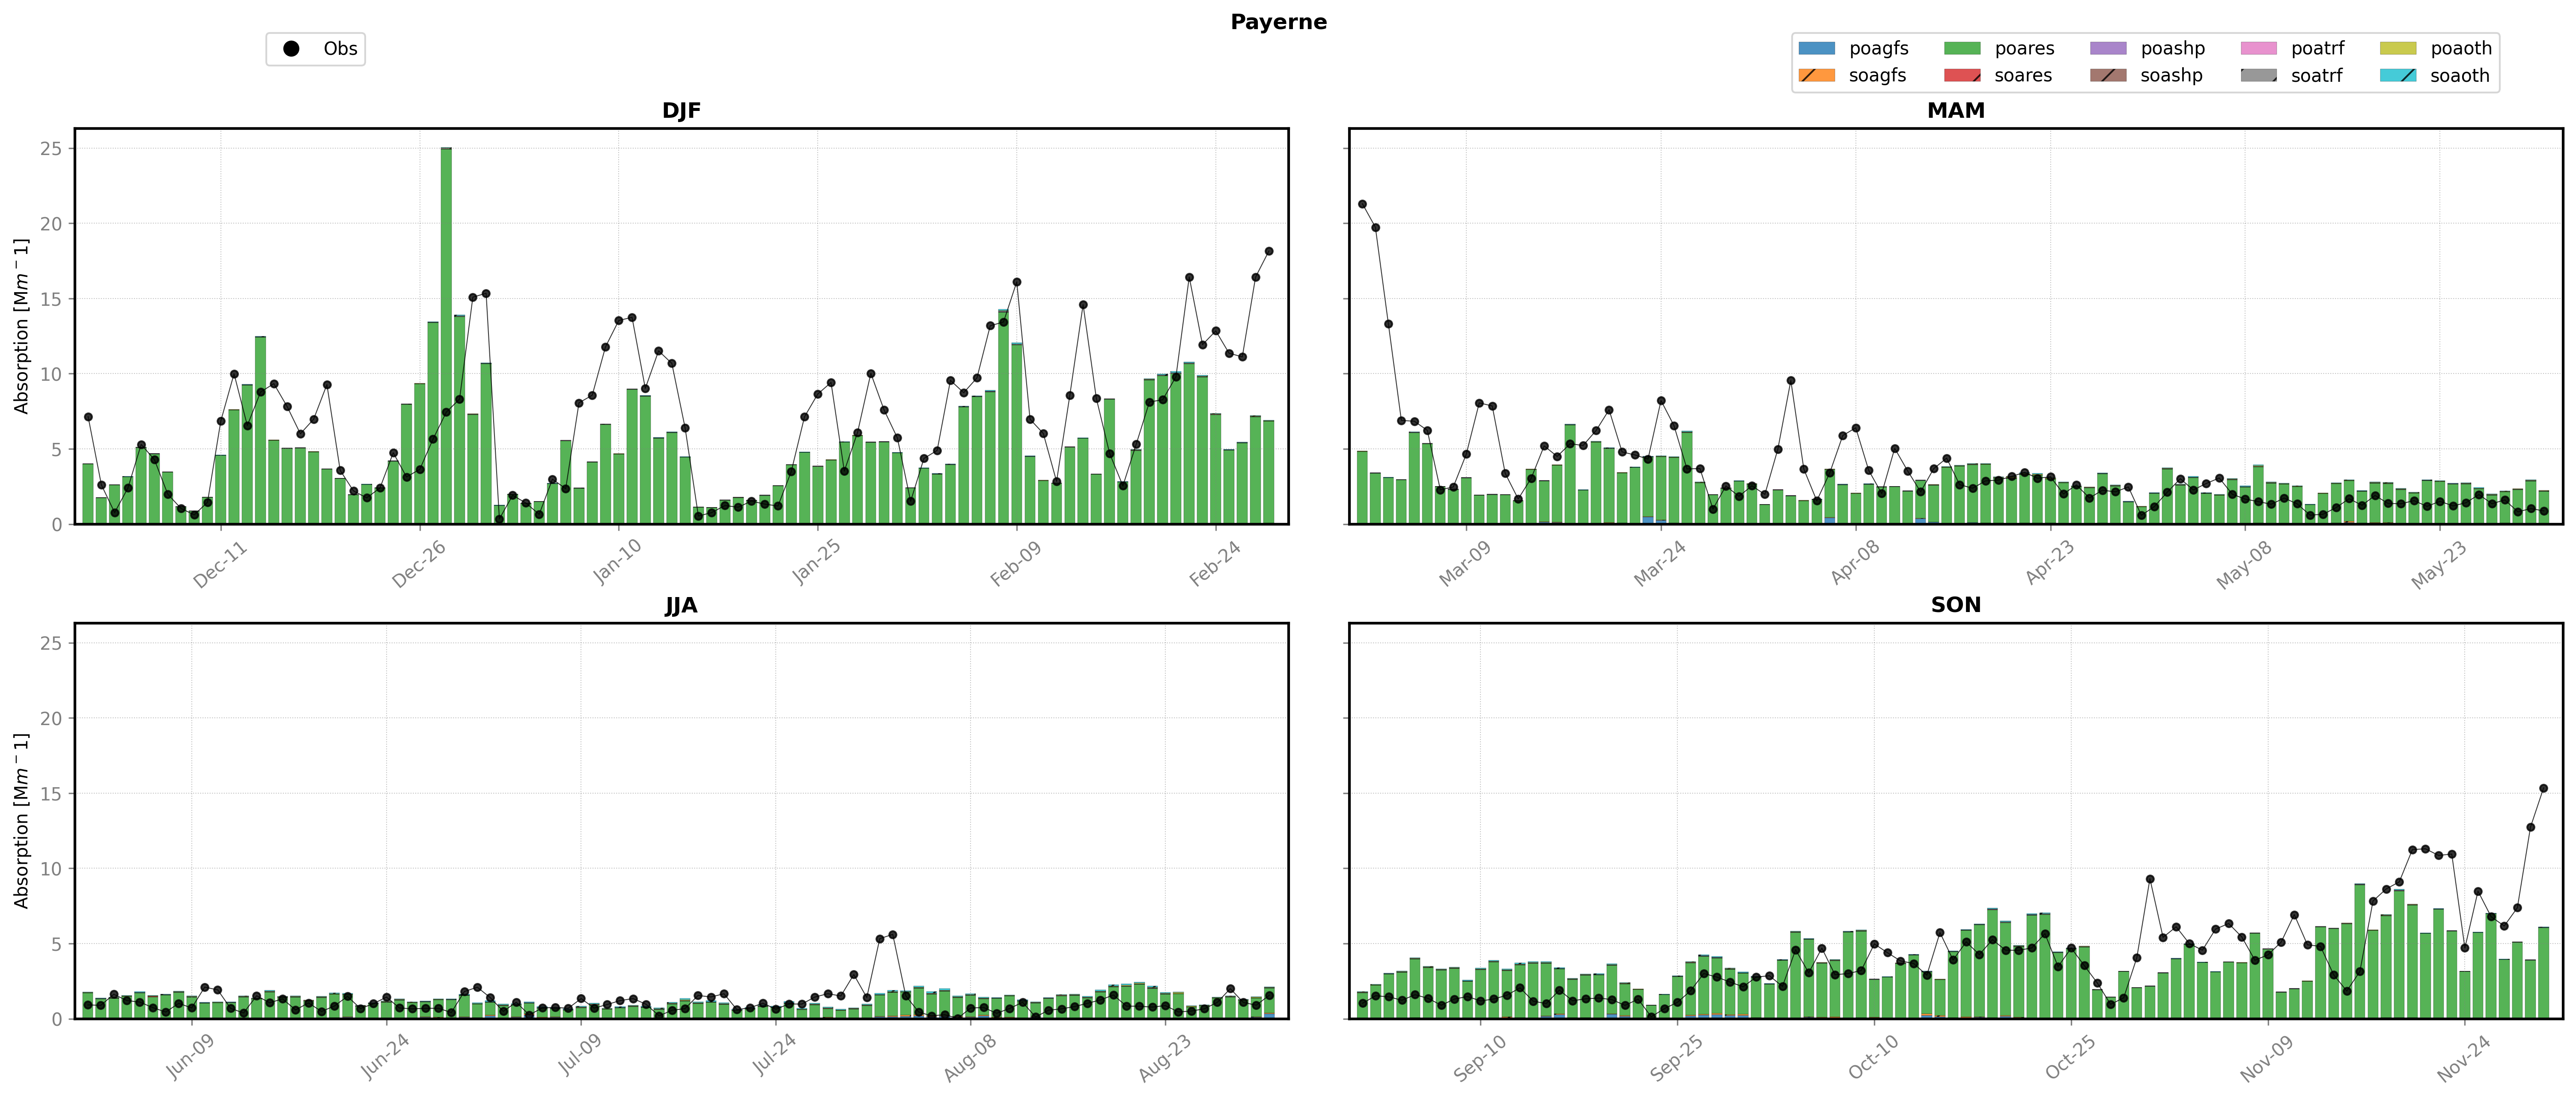 Payerne
Obs
poagfs poares poashp poatrf poaoth
soagfs soares soashp soatrf soaoth
DJF
MAM
Absorption [Mm−1]
25
20
15
10
5
0
Dec-11 Dec-26 Jan-10 Jan-25 Feb-09 Feb-24
Mar-09 Mar-24 Apr-08 Apr-23 May-08 May-23
JJA
SON
Absorption [Mm−1]
25
20
15
10
5
0
Jun-09 Jun-24 Jul-09 Jul-24 Aug-08 Aug-23
Sep-10 Sep-25 Oct-10 Oct-25 Nov-09 Nov-24